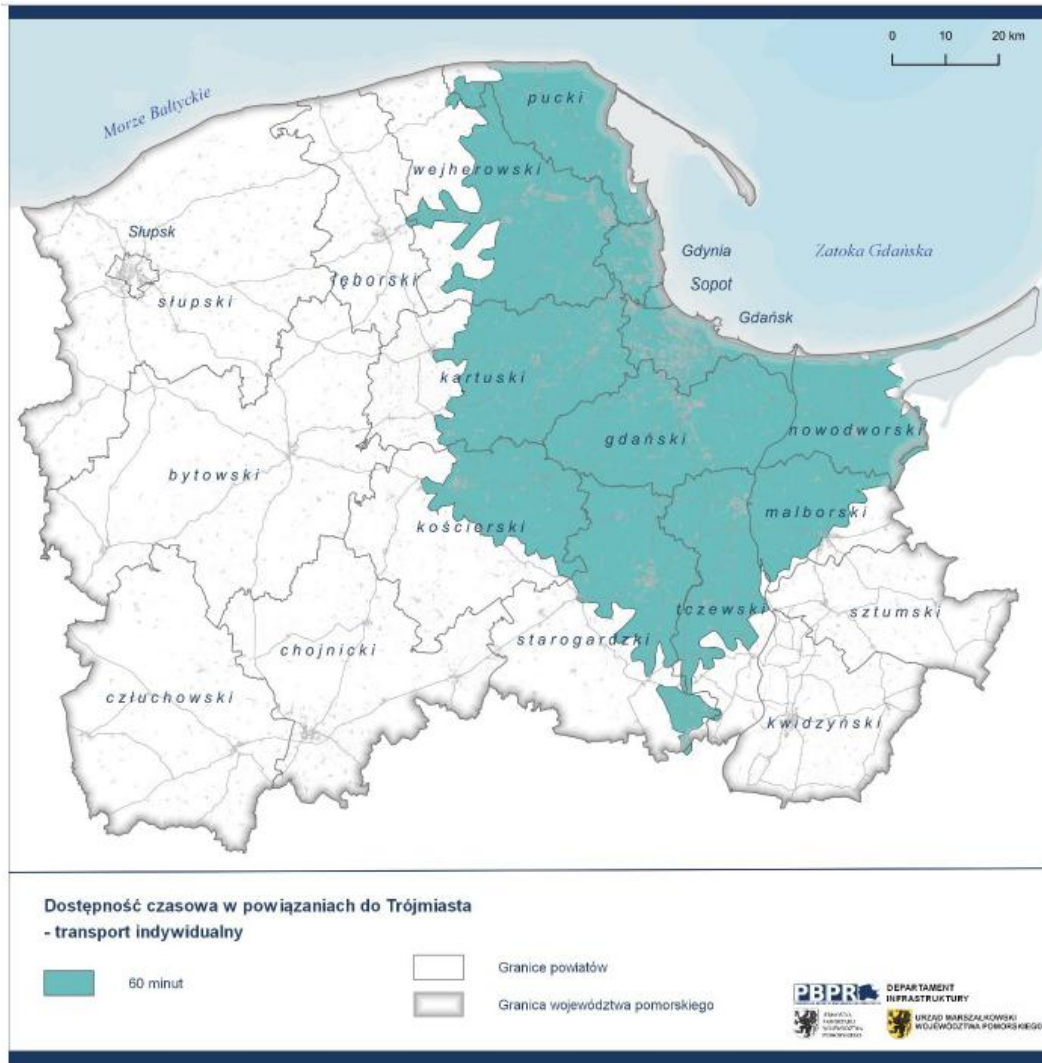 0 10 20 km
Morze Bałtyckie
pucki
wejherowski
Słupsk
Gdynia
Zatoka Gdańska
słupski
lęborski
Sopot
Gdańsk
kartuski
gdański
nowodworski
bytowski
malborski
kościerski
tczewski
sztumski
starogardzki
chojnicki
człuchowski
kwidzyński
Dostępność czasowa w powiązaniach do Trójmiasta
- transport indywidualny
60 minut
Granice powiatów
Granica województwa pomorskiego
PBPR
DEPARTAMENT
INFRASTRUKTURY
URZĄD MARSZAŁKOWSKI
WOJEWÓDZTWA POMORSKIEGO